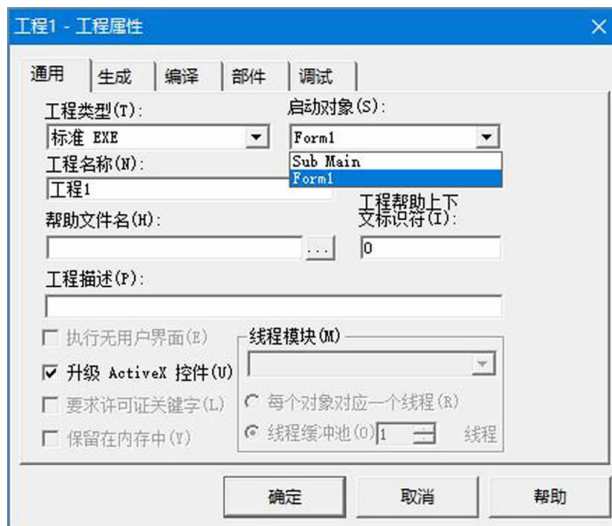 工程1 - 工程属性
通用 生成 编译 部件 调试
工程类型(T): 启动对象(S):
标准 EXE Form1
Sub Main
Form1
工程名称(N):
工程1
工程帮助上下
文标识符(I):
帮助文件名(H):
... 0
工程描述(P):
执行无用户界面(E) 线程模块(M)
升级 ActiveX 控件(U)
要求许可证关键字(L) 每个对象对应一个线程(R)
保留在内存中(Y) 线程缓冲池(O) 1 线程
确定 取消 帮助